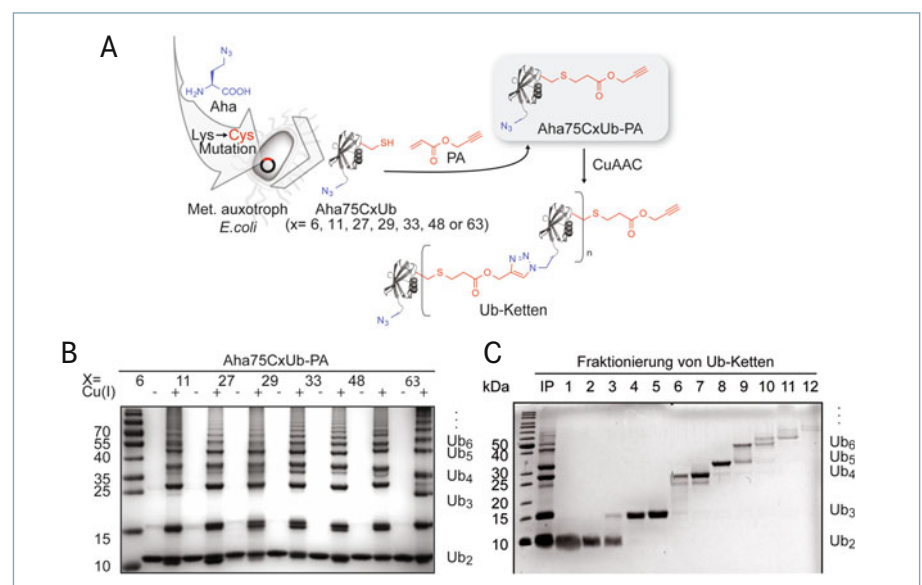 A
N₃
H₂N
COOH
Aha
Lys→Cys
Mutation
Met. auxotroph
E.coli
SH
N₃
Aha75CxUb
(x= 6, 11, 27, 29, 33, 48 or 63)
O
O
PA
S
O
O
N₃
Aha75CxUb-PA
CuAAC
S
O
O
n
S
O
O
N=N
N
N₃
Ub-Ketten
B
Aha75CxUb-PA
X= 6 11 27 29 33 48 63
Cu(I) - + - + - + - + - + - + - +
70
55
40
35
25
15
10
Ub₆
Ub₅
Ub₄
Ub₃
Ub₂
C
Fraktionierung von Ub-Ketten
kDa IP 1 2 3 4 5 6 7 8 9 10 11 12
50
40
30
25
20
15
10
Ub₆
Ub₅
Ub₄
Ub₃
Ub₂